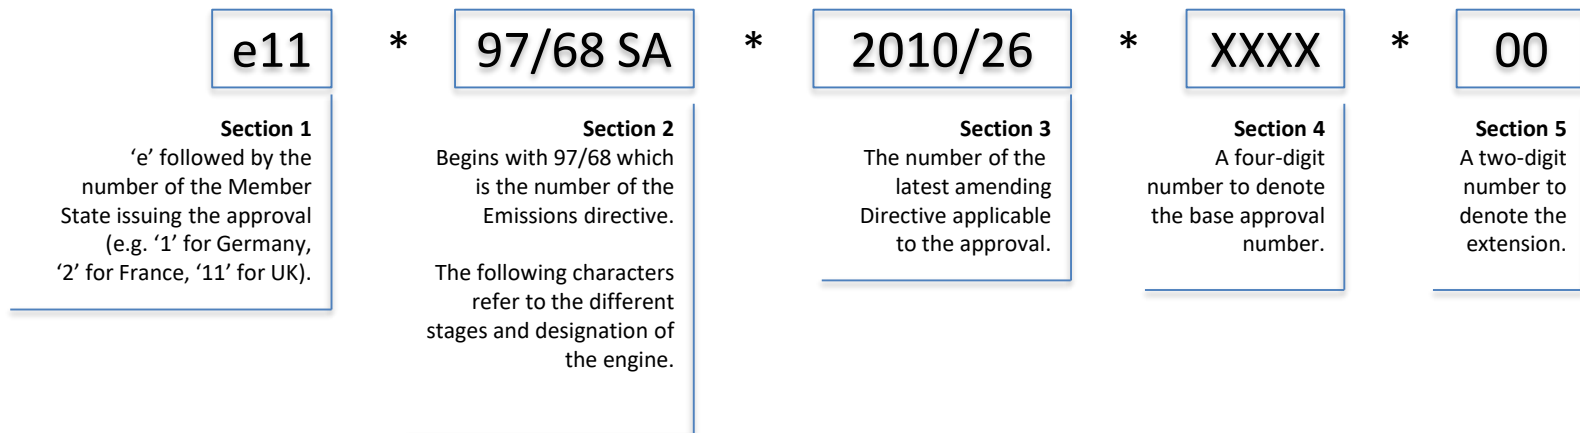 e11 * 97/68 SA * 2010/26 * XXXX * 00
Section 1
‘e’ followed by the
number of the Member
State issuing the approval
(e.g. ‘1’ for Germany,
‘2’ for France, ‘11’ for UK).
Section 2
Begins with 97/68 which
is the number of the
Emissions directive.
The following characters
refer to the different
stages and designation of
the engine.
Section 3
The number of the
latest amending
Directive applicable
to the approval.
Section 4
A four-digit
number to denote
the base approval
number.
Section 5
A two-digit
number to
denote the
extension.